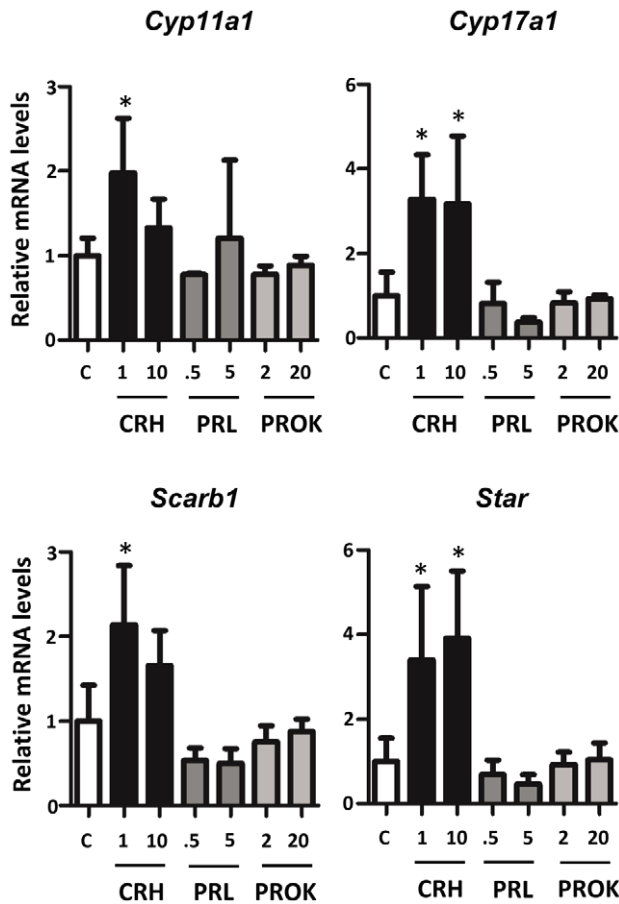 Cyp11a1
Relative mRNA levels
3
2
1
0
*
C 1 10 .5 5 2 20
CRH PRL PROK
Cyp17a1
6
4
2
0
* *
C 1 10 .5 5 2 20
CRH PRL PROK
Scarb1
Relative mRNA levels
3
2
1
0
*
C 1 10 .5 5 2 20
CRH PRL PROK
Star
6
4
2
0
* *
C 1 10 .5 5 2 20
CRH PRL PROK